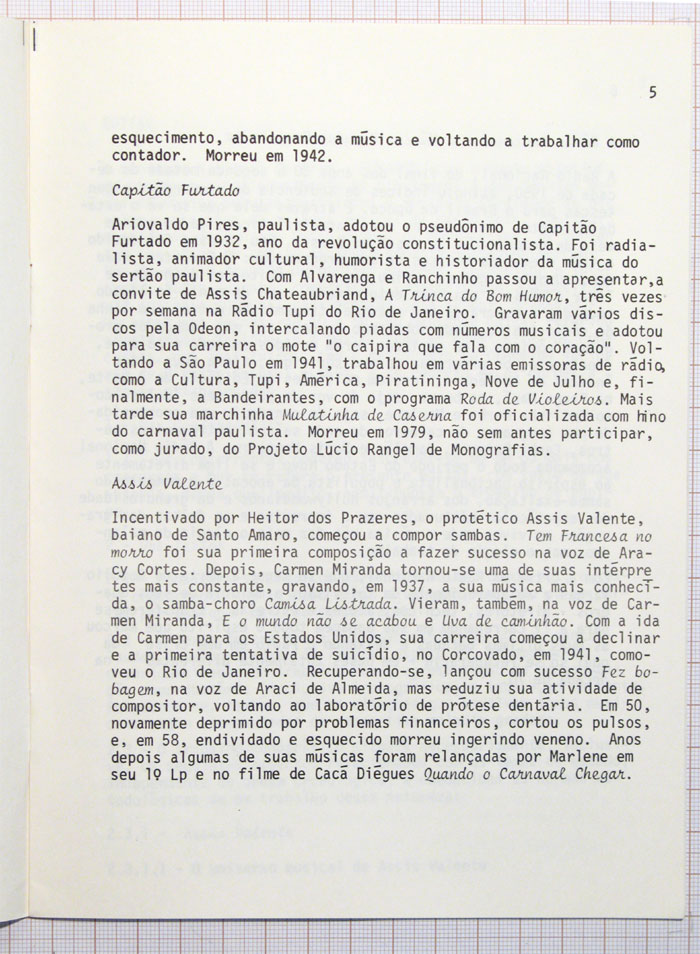 5
esquecimento, abandonando a música e voltando a trabalhar como
contador. Morreu em 1942.
Capitão Furtado
Ariovaldo Pires, paulista, adotou o pseudônimo de Capitão
Furtado em 1932, ano da revolução constitucionalista. Foi radia-
lista, animador cultural, humorista e historiador da música do
sertão paulista. Com Alvarenga e Ranchinho passou a apresentar,a
convite de Assis Chateaubriand, A Trinca do Bom Humor, três vezes
por semana na Rádio Tupi do Rio de Janeiro. Gravaram vários dis-
cos pela Odeon, intercalando piadas com números musicais e adotou
para sua carreira o mote "o caipira que fala com o coração". Vol-
tando a São Paulo em 1941, trabalhou em várias emissoras de rádio,
como a Cultura, Tupi, América, Piratininga, Nove de Julho e, fi-
nalmente, a Bandeirantes, com o programa Roda de Violeiros. Mais
tarde sua marchinha Mulatinha de Caserna foi oficializada com hino
do carnaval paulista. Morreu em 1979, não sem antes participar,
como jurado, do Projeto Lúcio Rangel de Monografias.
Assis Valente
Incentivado por Heitor dos Prazeres, o protético Assis Valente,
baiano de Santo Amaro, começou a compor sambas. Tem Francesa no
morro foi sua primeira composição a fazer sucesso na voz de Ara-
cy Cortes. Depois, Carmen Miranda tornou-se uma de suas intérpre
tes mais constante, gravando, em 1937, a sua música mais conheci-
da, o samba-choro Camisa Listrada. Vieram, também, na voz de Car-
men Miranda, E o mundo não se acabou e Uva de caminhão. Com a ida
de Carmen para os Estados Unidos, sua carreira começou a declinar
e a primeira tentativa de suicídio, no Corcovado, em 1941, como-
veu o Rio de Janeiro. Recuperando-se, lançou com sucesso Fez bo-
bagem, na voz de Araci de Almeida, mas reduziu sua atividade de
compositor, voltando ao laboratório de prótese dentária. Em 50,
novamente deprimido por problemas financeiros, cortou os pulsos,
e, em 58, endividado e esquecido morreu ingerindo veneno. Anos
depois algumas de suas músicas foram relançadas por Marlene em
seu 1º Lp e no filme de Cacá Diégues Quando o Carnaval Chegar.